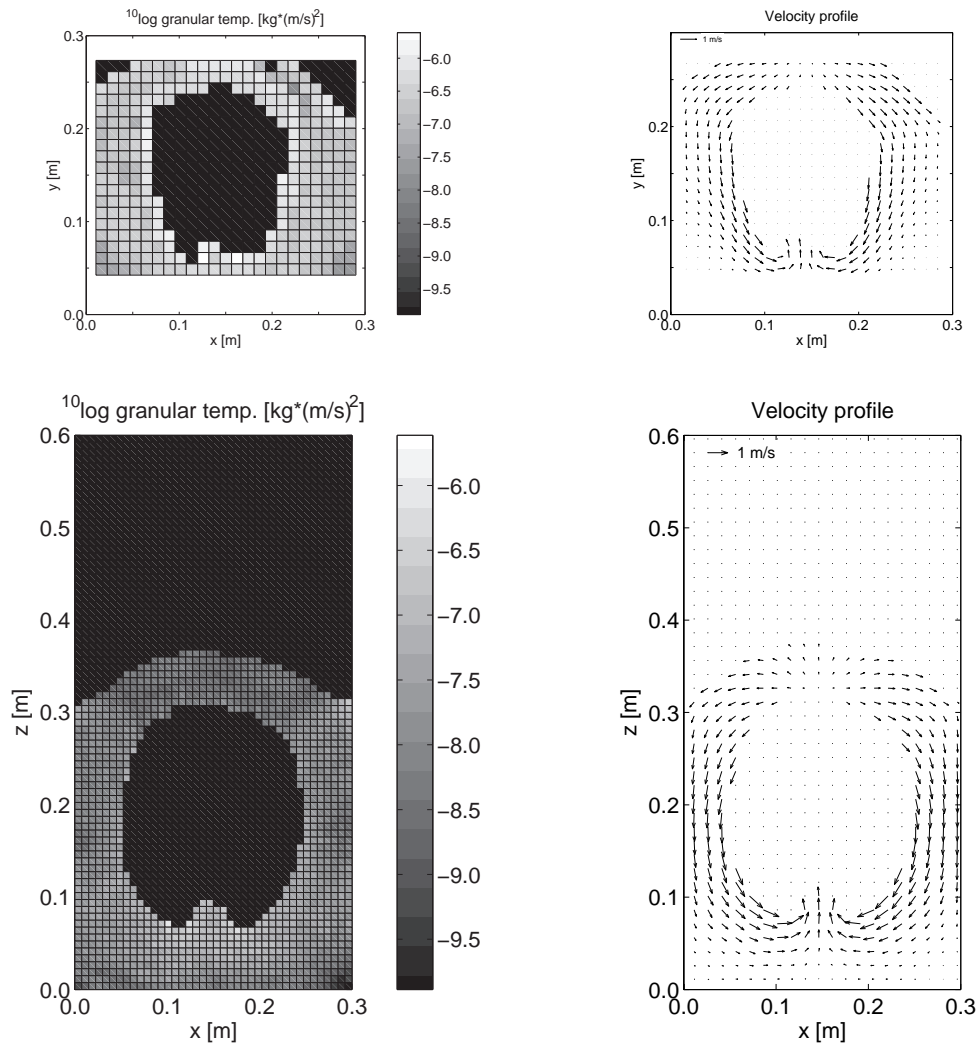 10log granular temp. [kg*(m/s)2]
0.3
0.2
0.1
0.0
y [m]
0.0 0.1 0.2 0.3
x [m]
−6.0
−6.5
−7.0
−7.5
−8.0
−8.5
−9.0
−9.5
Velocity profile
1 m/s
0.3
0.2
0.1
0.0
y [m]
0.0 0.1 0.2 0.3
x [m]
10log granular temp. [kg*(m/s)2]
0.6
0.5
0.4
0.3
0.2
0.1
0.0
z [m]
0.0 0.1 0.2 0.3
x [m]
−6.0
−6.5
−7.0
−7.5
−8.0
−8.5
−9.0
−9.5
Velocity profile
1 m/s
0.6
0.5
0.4
0.3
0.2
0.1
0.0
z [m]
0.0 0.1 0.2 0.3
x [m]